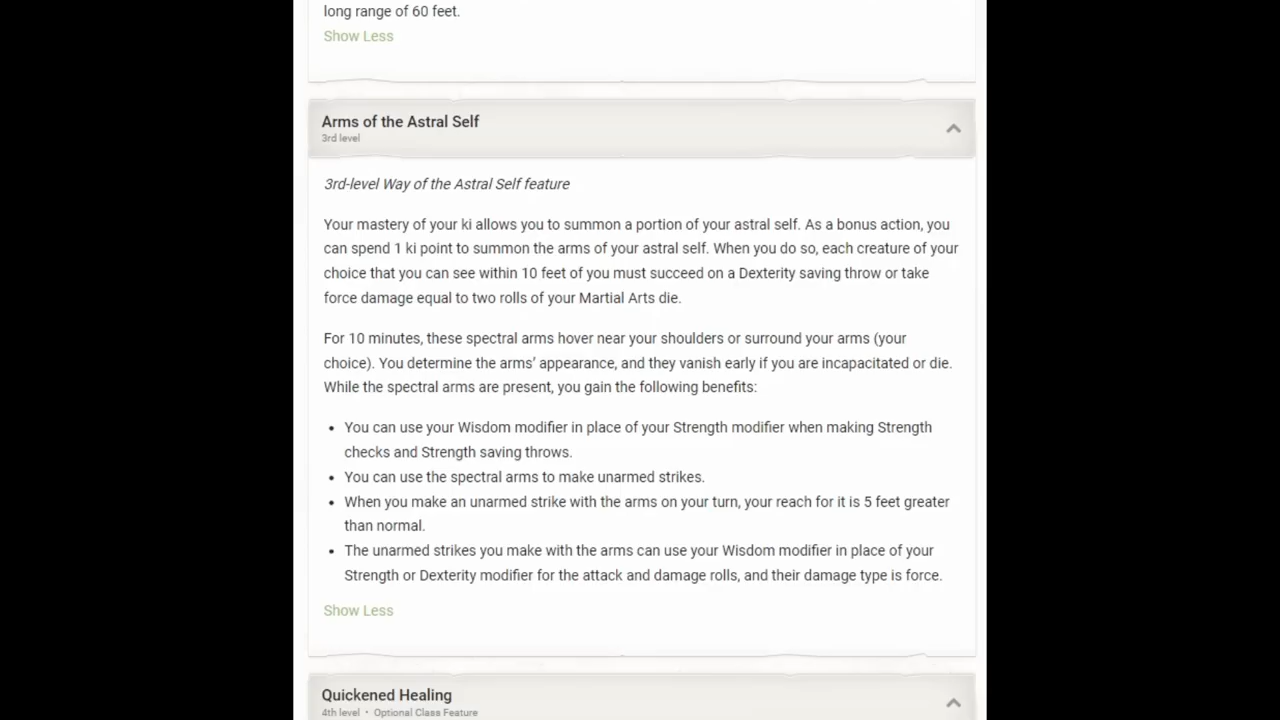 long range of 60 feet.
Show Less
Arms of the Astral Self
3rd level
3rd-level Way of the Astral Self feature
Your mastery of your ki allows you to summon a portion of your astral self. As a bonus action, you
can spend 1 ki point to summon the arms of your astral self. When you do so, each creature of your
choice that you can see within 10 feet of you must succeed on a Dexterity saving throw or take
force damage equal to two rolls of your Martial Arts die.
For 10 minutes, these spectral arms hover near your shoulders or surround your arms (your
choice). You determine the arms’ appearance, and they vanish early if you are incapacitated or die.
While the spectral arms are present, you gain the following benefits:
• You can use your Wisdom modifier in place of your Strength modifier when making Strength
checks and Strength saving throws.
• You can use the spectral arms to make unarmed strikes.
• When you make an unarmed strike with the arms on your turn, your reach for it is 5 feet greater
than normal.
• The unarmed strikes you make with the arms can use your Wisdom modifier in place of your
Strength or Dexterity modifier for the attack and damage rolls, and their damage type is force.
Show Less
Quickened Healing
4th level • Optional Class Feature